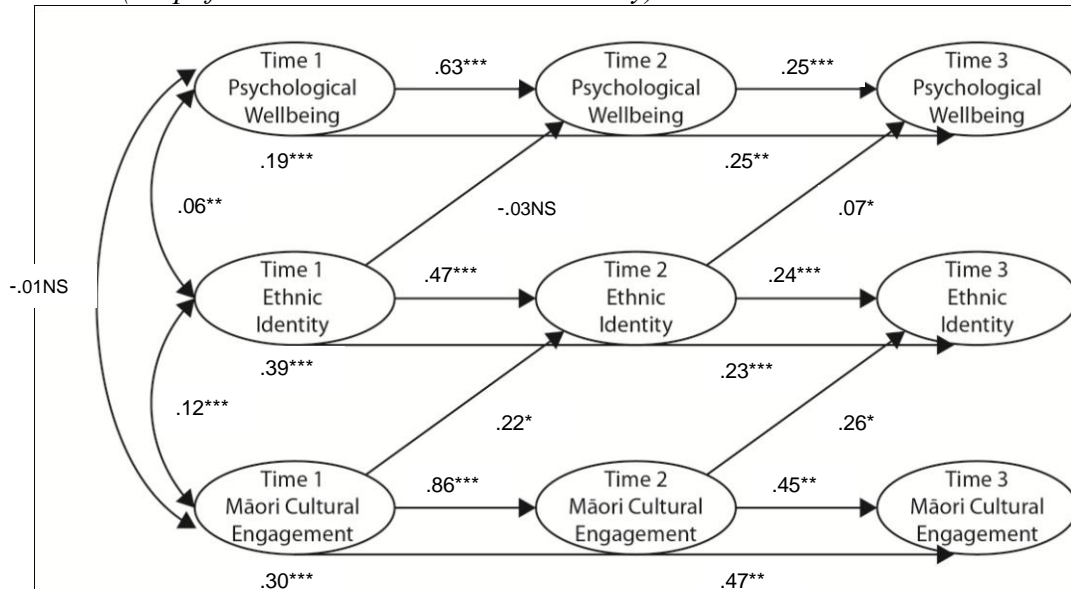 Time 1
Psychological
Wellbeing
.63***
Time 2
Psychological
Wellbeing
.25***
Time 3
Psychological
Wellbeing
.19***
.25**
.06**
-.03NS
.07*
-.01NS
Time 1
Ethnic
Identity
.47***
Time 2
Ethnic
Identity
.24***
Time 3
Ethnic
Identity
.39***
.23***
.12***
.22*
.26*
Time 1
Māori Cultural
Engagement
.86***
Time 2
Māori Cultural
Engagement
.45**
Time 3
Māori Cultural
Engagement
.30***
.47**